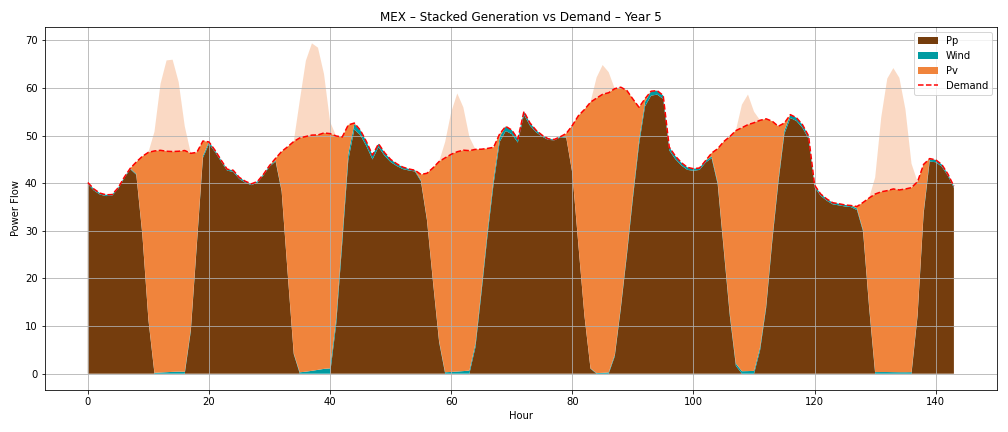 MEX – Stacked Generation vs Demand – Year 5
Pp
Wind
Pv
Demand
Power Flow
70
60
50
40
30
20
10
0
0 20 40 60 80 100 120 140
Hour